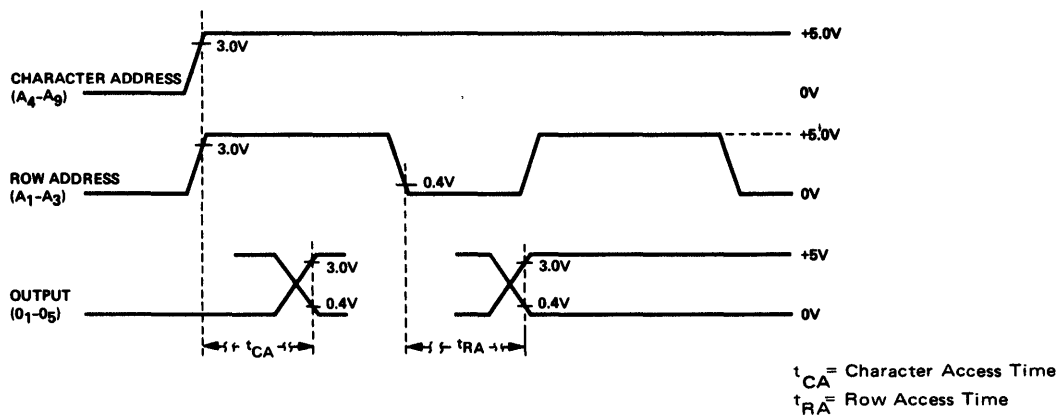 +5.0V
3.0V
CHARACTER ADDRESS
(A4-A9)
0V
+5.0V
3.0V
ROW ADDRESS
(A1-A3)
0.4V
0V
+5V
3.0V
3.0V
OUTPUT
(01-05)
0.4V
0.4V
0V
tCA
tRA
tCA= Character Access Time
tRA= Row Access Time